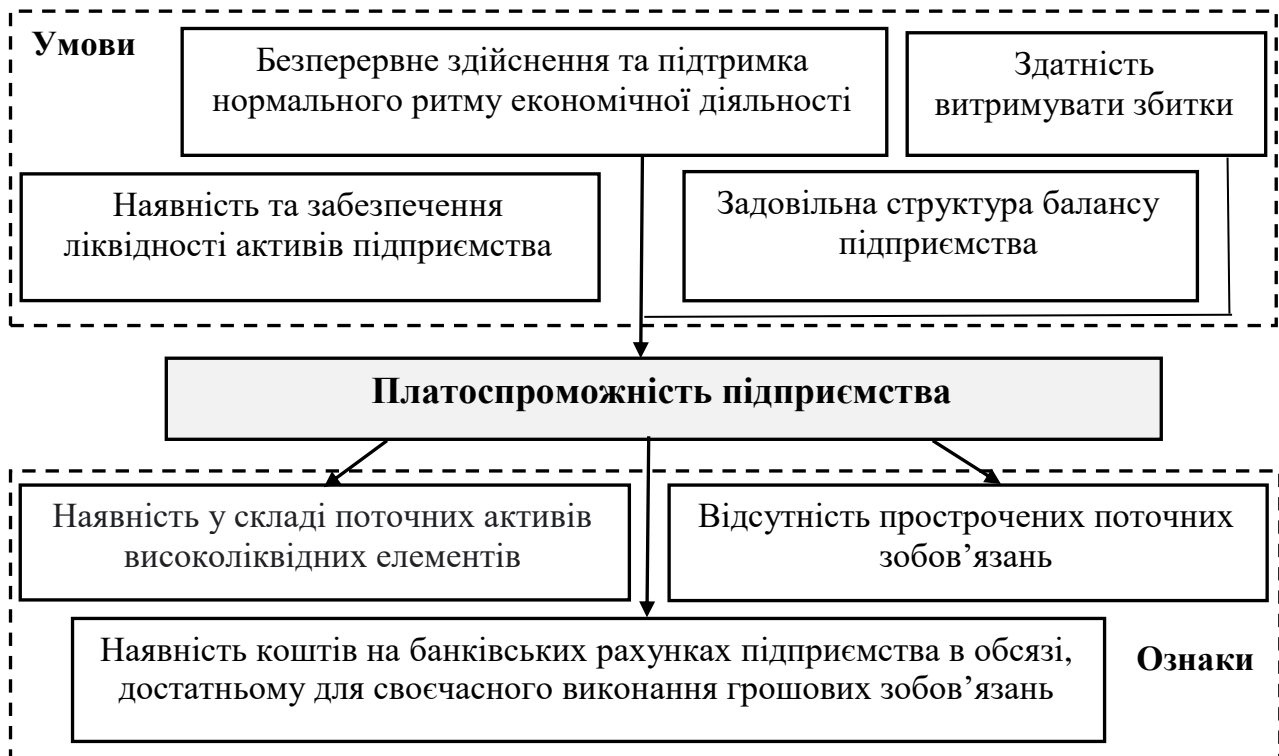 Умови
Безперервне здійснення та підтримка
нормального ритму економічної діяльності
Здатність
витримувати збитки
Наявність та забезпечення
ліквідності активів підприємства
Задовільна структура балансу
підприємства
Платоспроможність підприємства
Наявність у складі поточних активів
високоліквідних елементів
Відсутність прострочених поточних
зобов’язань
Наявність коштів на банківських рахунках підприємства в обсязі,
достатньому для своєчасного виконання грошових зобов’язань
Ознаки